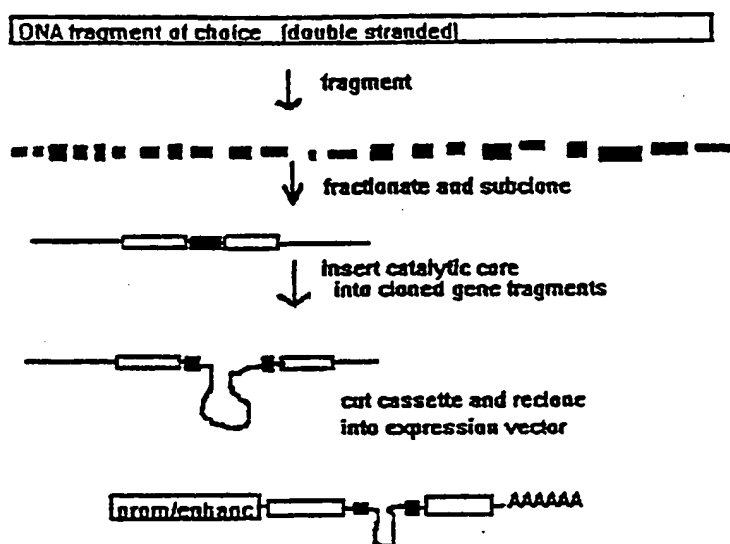 DNA fragment of choice (double stranded)
fragment
fractionate and subclone
insert catalytic core
into cloned gene fragments
cut cassette and reclone
into expression vector
prom/enhanc
AAAAAA